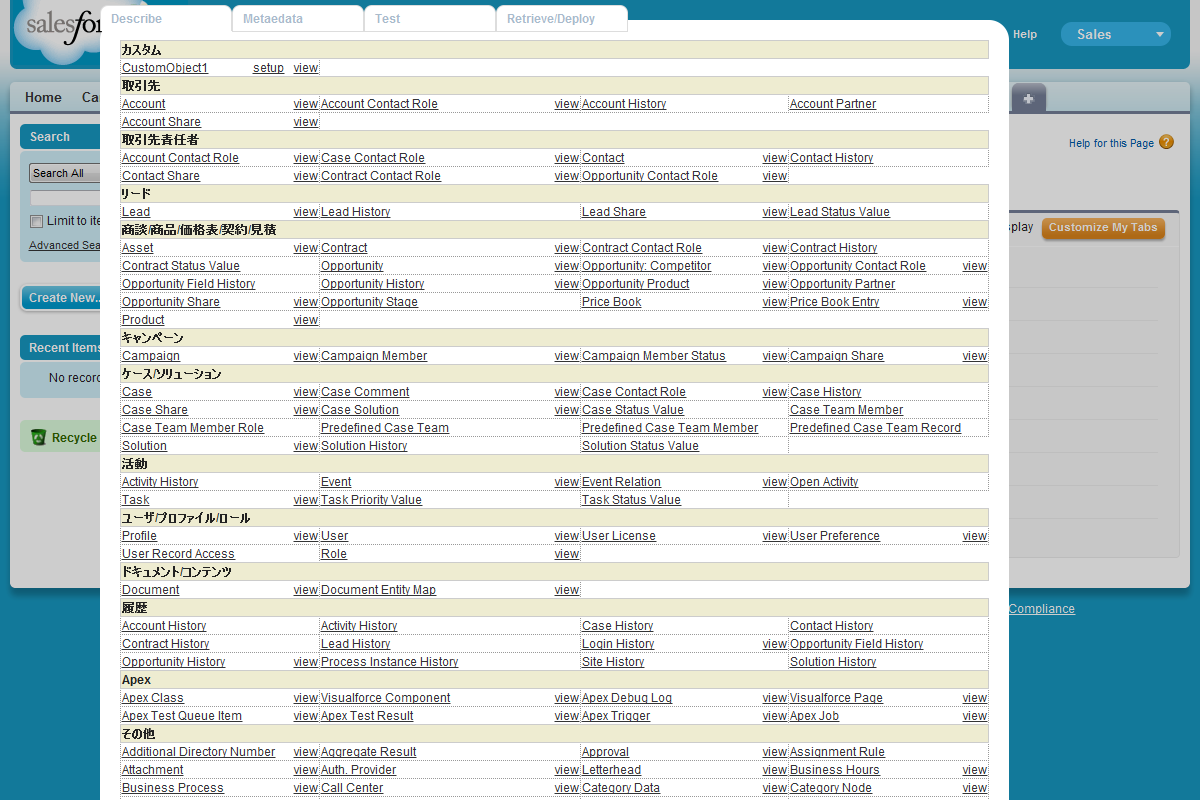 Describe Metaedata Test Retrieve/Deploy
Help Sales
カスタム
CustomObject1 setup view
取引先
Account view Account Contact Role view Account History Account Partner
Account Share view
取引先責任者
Account Contact Role view Case Contact Role view Contact view Contact History
Contact Share view Contract Contact Role view Opportunity Contact Role view
リード
Lead view Lead History Lead Share view Lead Status Value
商談/商品/価格表/契約/見積
Asset view Contract view Contract Contact Role view Contract History
Contract Status Value Opportunity view Opportunity: Competitor view Opportunity Contact Role view
Opportunity Field History Opportunity History view Opportunity Product view Opportunity Partner
Opportunity Share view Opportunity Stage Price Book view Price Book Entry view
Product view
キャンペーン
Campaign view Campaign Member view Campaign Member Status view Campaign Share view
ケース/ソリューション
Case view Case Comment view Case Contact Role view Case History
Case Share view Case Solution Case Status Value Case Team Member
Case Team Member Role Predefined Case Team Predefined Case Team Member Predefined Case Team Record
Solution view Solution History Solution Status Value
活動
Activity History Event view Event Relation view Open Activity
Task view Task Priority Value Task Status Value
ユーザ/プロファイル/ロール
Profile view User view User License view User Preference view
User Record Access Role view
ドキュメント/コンテンツ
Document view Document Entity Map view
履歴
Account History Activity History Case History Contact History
Contract History Lead History Login History view Opportunity Field History
Opportunity History view Process Instance History Site History Solution History
Apex
Apex Class view Visualforce Component view Apex Debug Log view Visualforce Page view
Apex Test Queue Item view Apex Test Result view Apex Trigger view Apex Job view
その他
Additional Directory Number view Aggregate Result Approval view Assignment Rule
Attachment view Auth. Provider view Letterhead view Business Hours view
Business Process view Call Center view Category Data view Category Node view
Home
Search
Search All
Limit to
Advanced
Create New...
Recent Items
No
Recycle
Help for this Page ?
Customize My Tabs
Compliance